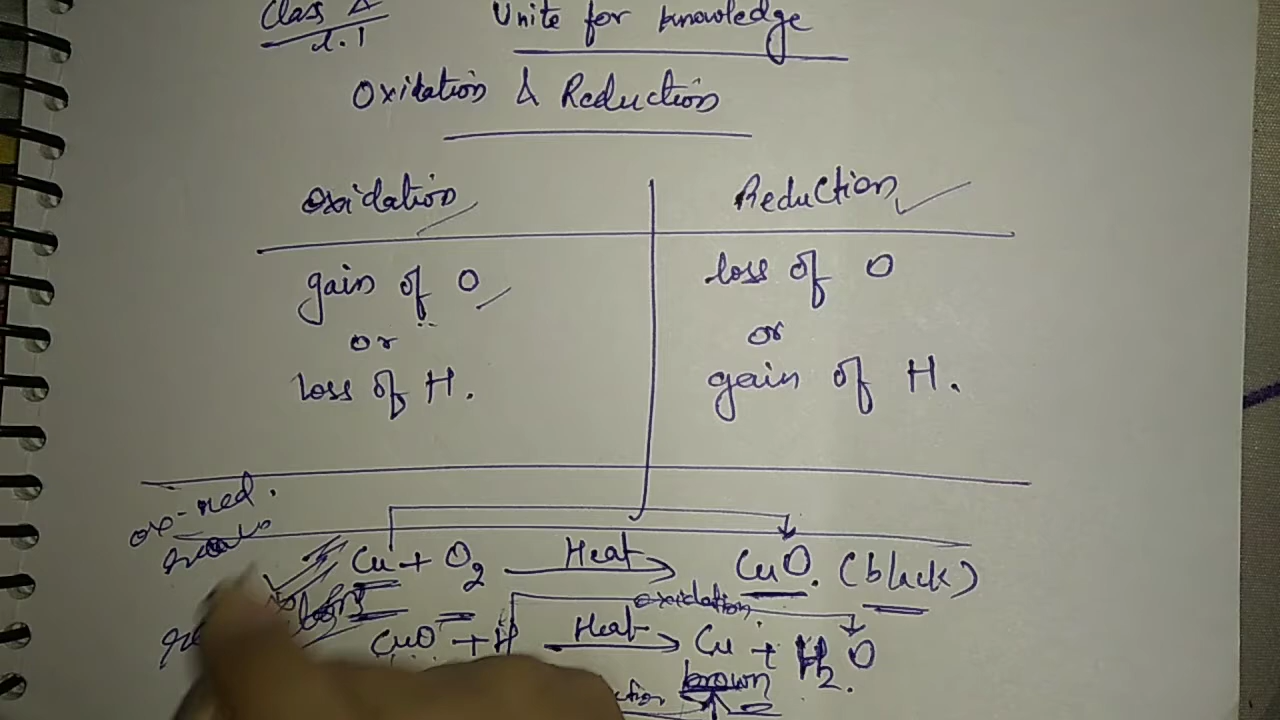 Class X
d.1
Unite for knowledge
Oxidation & Reduction
Oxidation
Reduction
gain of O
loss of O
or
or
loss of H.
gain of H.
ox-red.
Cu + O2 Heat CuO. (black)
oxidation
CuO + H Heat Cu + H2O
brown